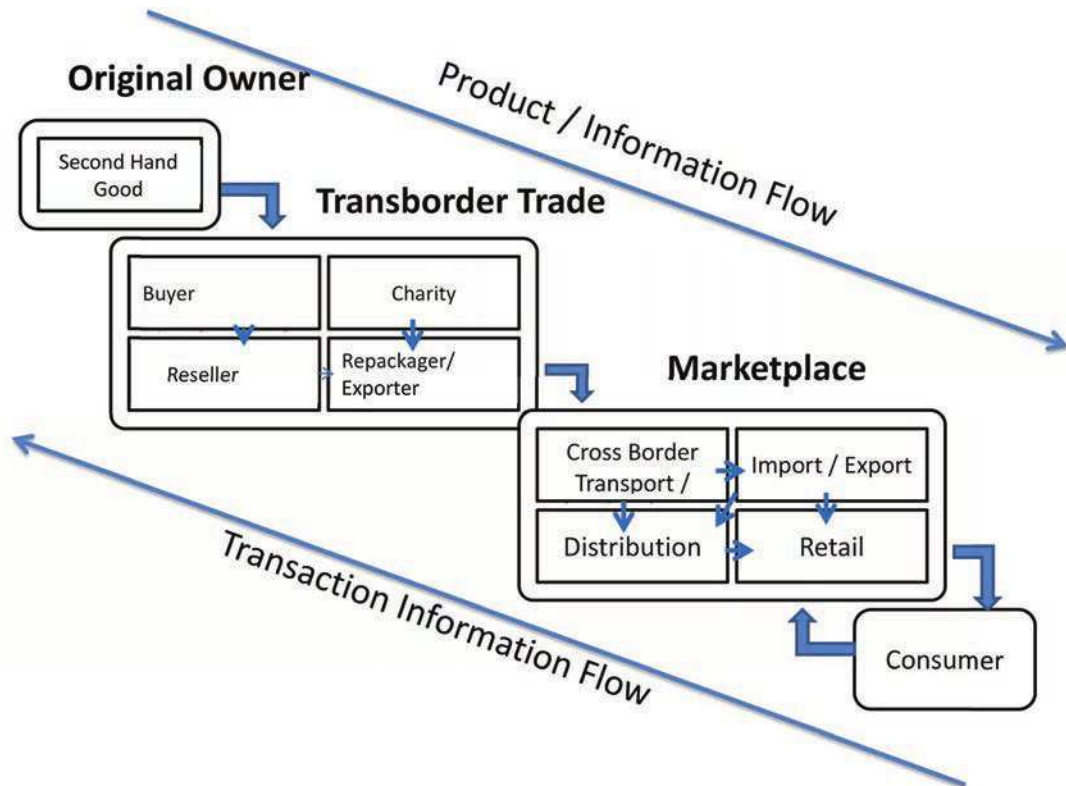 Original Owner
Product / Information Flow
Second Hand
Good
Transborder Trade
Buyer
Charity
Reseller
Repackager/
Exporter
Marketplace
Cross Border
Transport /
Import / Export
Distribution
Retail
Transaction Information Flow
Consumer